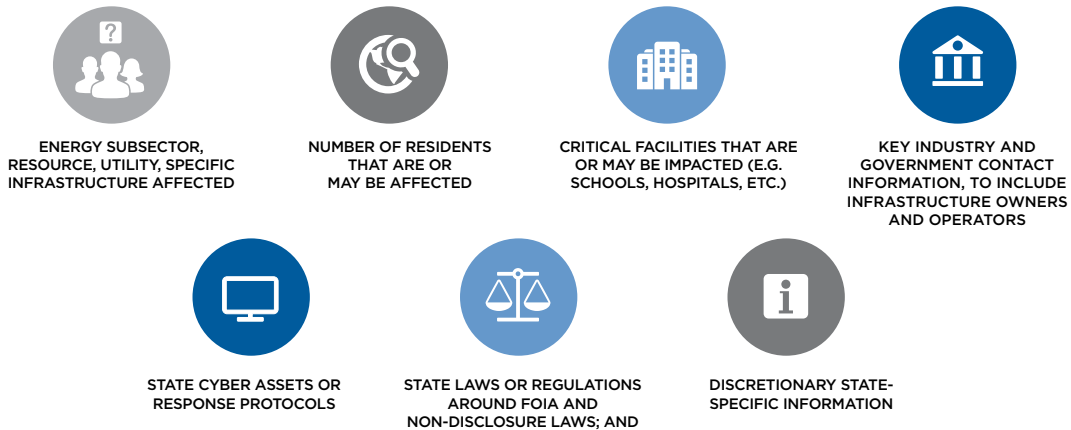 ?
ENERGY SUBSECTOR,
RESOURCE, UTILITY, SPECIFIC
INFRASTRUCTURE AFFECTED
NUMBER OF RESIDENTS
THAT ARE OR
MAY BE AFFECTED
CRITICAL FACILITIES THAT ARE
OR MAY BE IMPACTED (E.G.
SCHOOLS, HOSPITALS, ETC.)
KEY INDUSTRY AND
GOVERNMENT CONTACT
INFORMATION, TO INCLUDE
INFRASTRUCTURE OWNERS
AND OPERATORS
STATE CYBER ASSETS OR
RESPONSE PROTOCOLS
STATE LAWS OR REGULATIONS
AROUND FOIA AND
NON-DISCLOSURE LAWS; AND
i
DISCRETIONARY STATE-
SPECIFIC INFORMATION